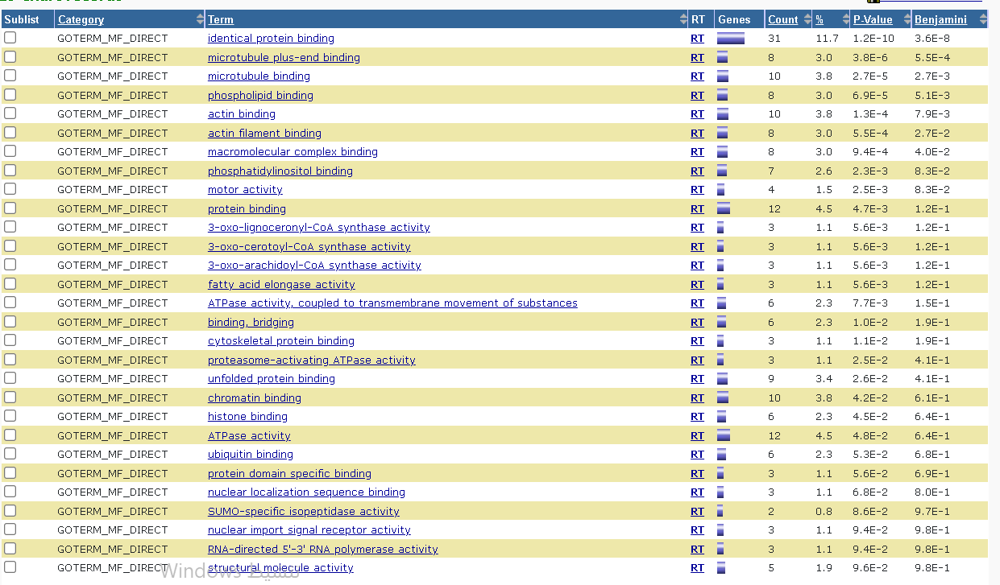 Sublist Category Term RT Genes Count % P-Value Benjamini
GOTERM_MF_DIRECT identical protein binding RT 31 11.7 1.2E-10 3.6E-8
GOTERM_MF_DIRECT microtubule plus-end binding RT 8 3.0 3.8E-6 5.5E-4
GOTERM_MF_DIRECT microtubule binding RT 10 3.8 2.7E-5 2.7E-3
GOTERM_MF_DIRECT phospholipid binding RT 8 3.0 6.9E-5 5.1E-3
GOTERM_MF_DIRECT actin binding RT 10 3.8 1.3E-4 7.9E-3
GOTERM_MF_DIRECT actin filament binding RT 8 3.0 5.5E-4 2.7E-2
GOTERM_MF_DIRECT macromolecular complex binding RT 8 3.0 9.4E-4 4.0E-2
GOTERM_MF_DIRECT phosphatidylinositol binding RT 7 2.6 2.3E-3 8.3E-2
GOTERM_MF_DIRECT motor activity RT 4 1.5 2.5E-3 8.3E-2
GOTERM_MF_DIRECT protein binding RT 12 4.5 4.7E-3 1.2E-1
GOTERM_MF_DIRECT 3-oxo-lignoceronyl-CoA synthase activity RT 3 1.1 5.6E-3 1.2E-1
GOTERM_MF_DIRECT 3-oxo-cerotoyl-CoA synthase activity RT 3 1.1 5.6E-3 1.2E-1
GOTERM_MF_DIRECT 3-oxo-arachidoyl-CoA synthase activity RT 3 1.1 5.6E-3 1.2E-1
GOTERM_MF_DIRECT fatty acid elongase activity RT 3 1.1 5.6E-3 1.2E-1
GOTERM_MF_DIRECT ATPase activity, coupled to transmembrane movement of substances RT 6 2.3 7.7E-3 1.5E-1
GOTERM_MF_DIRECT binding, bridging RT 6 2.3 1.0E-2 1.9E-1
GOTERM_MF_DIRECT cytoskeletal protein binding RT 3 1.1 1.1E-2 1.9E-1
GOTERM_MF_DIRECT proteasome-activating ATPase activity RT 3 1.1 2.5E-2 4.1E-1
GOTERM_MF_DIRECT unfolded protein binding RT 9 3.4 2.6E-2 4.1E-1
GOTERM_MF_DIRECT chromatin binding RT 10 3.8 4.2E-2 6.1E-1
GOTERM_MF_DIRECT histone binding RT 6 2.3 4.5E-2 6.4E-1
GOTERM_MF_DIRECT ATPase activity RT 12 4.5 4.8E-2 6.4E-1
GOTERM_MF_DIRECT ubiquitin binding RT 6 2.3 5.3E-2 6.8E-1
GOTERM_MF_DIRECT protein domain specific binding RT 3 1.1 5.6E-2 6.9E-1
GOTERM_MF_DIRECT nuclear localization sequence binding RT 3 1.1 6.8E-2 8.0E-1
GOTERM_MF_DIRECT SUMO-specific isopeptidase activity RT 2 0.8 8.6E-2 9.7E-1
GOTERM_MF_DIRECT nuclear import signal receptor activity RT 3 1.1 9.4E-2 9.8E-1
GOTERM_MF_DIRECT RNA-directed 5'-3' RNA polymerase activity RT 3 1.1 9.4E-2 9.8E-1
GOTERM_MF_DIRECT structural molecule activity RT 5 1.9 9.6E-2 9.8E-1
تنشيط Windows